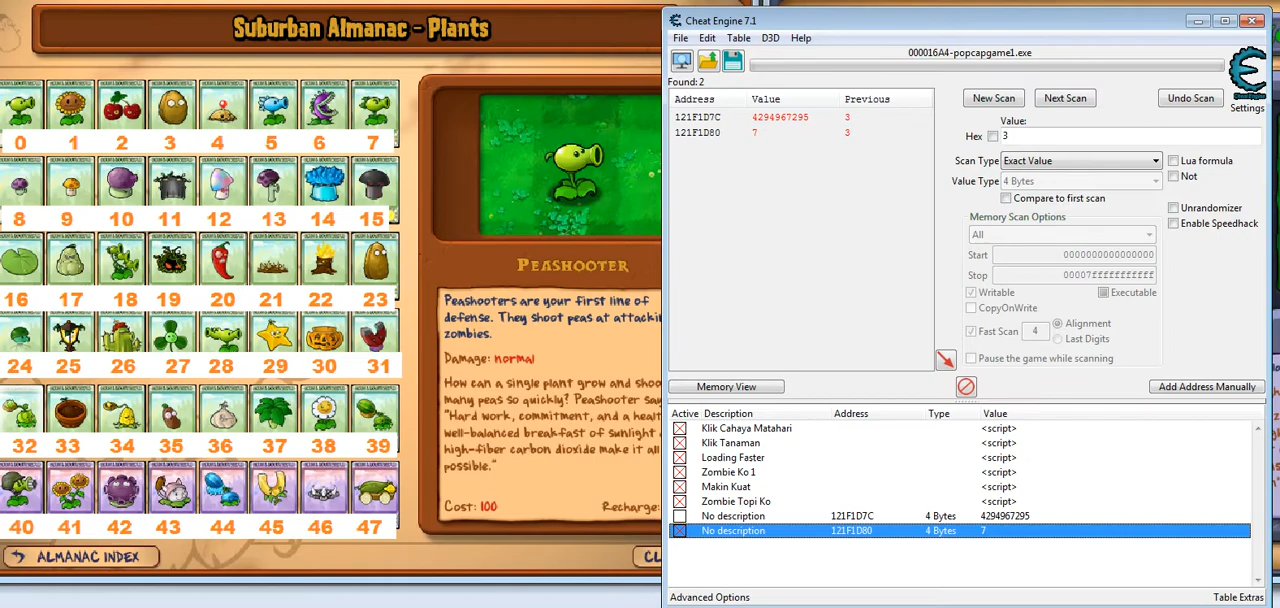 Suburban Almanac - Plants
0 1 2 3 4 5 6 7
8 9 10 11 12 13 14 15
16 17 18 19 20 21 22 23
24 25 26 27 28 29 30 31
32 33 34 35 36 37 38 39
40 41 42 43 44 45 46 47
ALMANAC INDEX
CL
PEASHOOTER
Peashooters are your first line of
defense. They shoot peas at attackin
zombies.
Damage: normal
How can a single plant grow and shoo
many peas so quickly? Peashooter say
"Hard work, commitment, and a healt
well-balanced breakfast of sunlight a
high-fiber carbon dioxide make it all
possible."
Cost: 100 Recharge:
Cheat Engine 7.1
File Edit Table D3D Help
000016A4-popcapgame1.exe
Found:2
Address Value Previous
121F1D7C 4294967295 3
121F1D80 7 3
New Scan Next Scan Undo Scan
Settings
Value:
Hex 3
Scan Type Exact Value
Lua formula
Value Type 4 Bytes
Not
Compare to first scan
Memory Scan Options
All
Start 0000000000000000
Stop 00007fffffffffff
Writable Executable
CopyOnWrite
Fast Scan 4 Alignment
Last Digits
Pause the game while scanning
Unrandomizer
Enable Speedhack
Memory View Add Address Manually
Active Description Address Type Value
Klik Cahaya Matahari <script>
Klik Tanaman <script>
Loading Faster <script>
Zombie Ko 1 <script>
Makin Kuat <script>
Zombie Topi Ko <script>
No description 121F1D7C 4 Bytes 4294967295
No description 121F1D80 4 Bytes 7
Advanced Options Table Extras